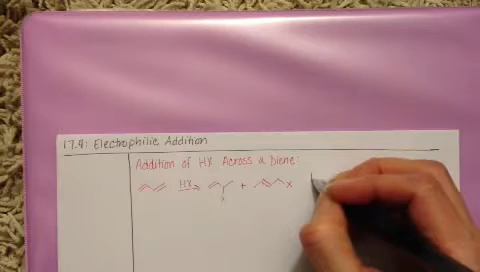 17.4: Electrophilic Addition
Addition of HX Across a Diene:
HX + X